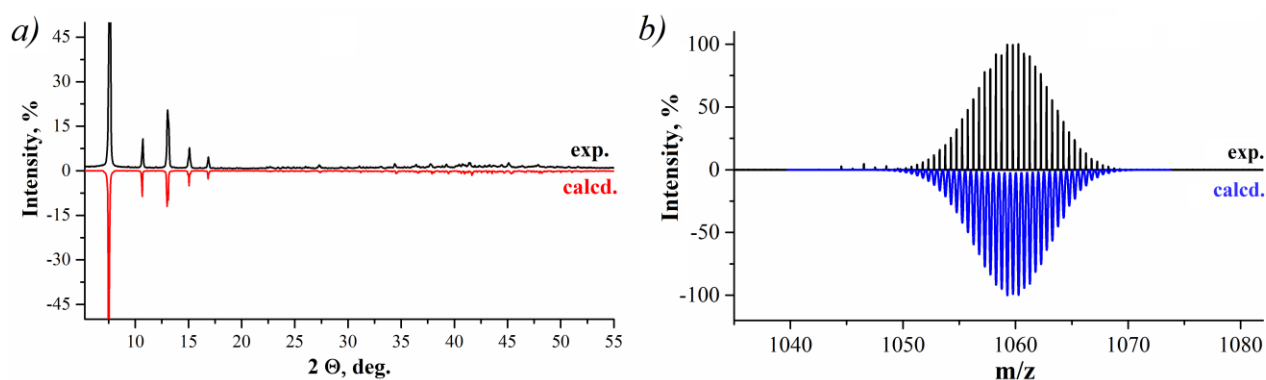 a)
Intensity, %
45
30
15
0
-15
-30
-45
exp.
calcd.
5 10 15 20 25 30 35 40 45 50 55
2 Θ, deg.
b)
Intensity, %
100
50
0
-50
-100
exp.
calcd.
1040 1050 1060 1070 1080
m/z